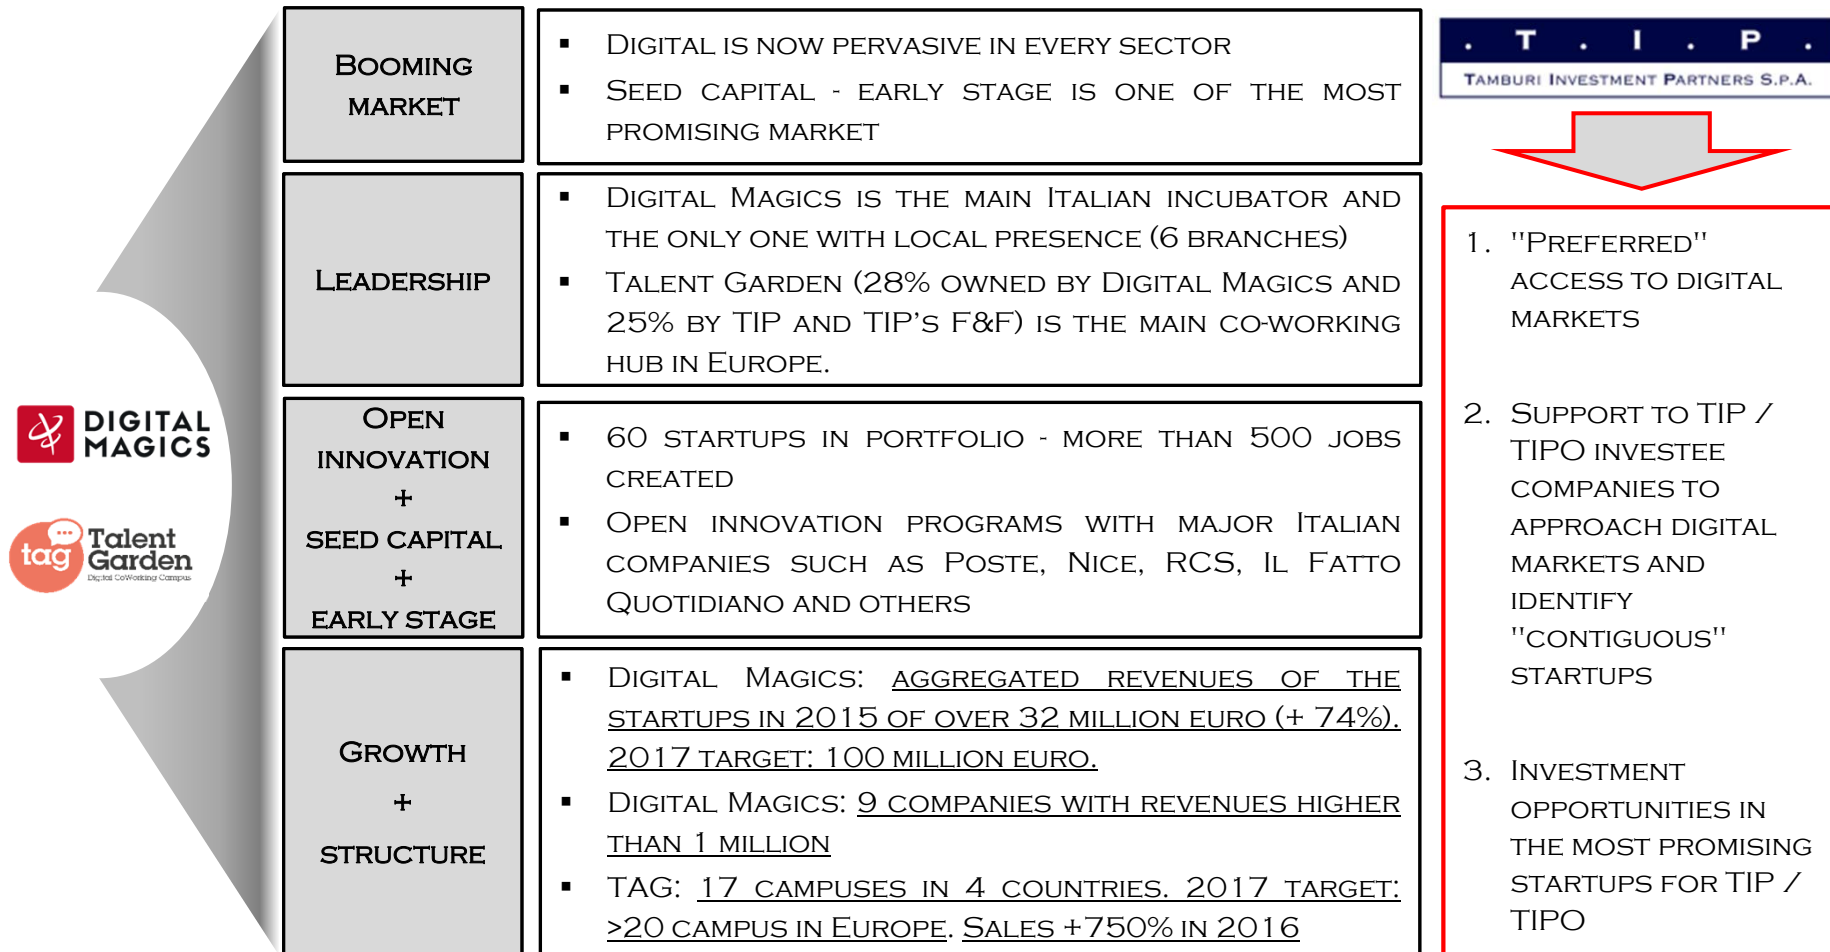 DIGITAL
MAGICS
tag
Talent
Garden
Digital CoWorking Campus
BOOMING
MARKET
▪ DIGITAL IS NOW PERVASIVE IN EVERY SECTOR
▪ SEED CAPITAL - EARLY STAGE IS ONE OF THE MOST
PROMISING MARKET
LEADERSHIP
▪ DIGITAL MAGICS IS THE MAIN ITALIAN INCUBATOR AND
THE ONLY ONE WITH LOCAL PRESENCE (6 BRANCHES)
▪ TALENT GARDEN (28% OWNED BY DIGITAL MAGICS AND
25% BY TIP AND TIP'S F&F) IS THE MAIN CO-WORKING
HUB IN EUROPE.
OPEN
INNOVATION
+
SEED CAPITAL
+
EARLY STAGE
▪ 60 STARTUPS IN PORTFOLIO - MORE THAN 500 JOBS
CREATED
▪ OPEN INNOVATION PROGRAMS WITH MAJOR ITALIAN
COMPANIES SUCH AS POSTE, NICE, RCS, IL FATTO
QUOTIDIANO AND OTHERS
GROWTH
+
STRUCTURE
▪ DIGITAL MAGICS: AGGREGATED REVENUES OF THE
STARTUPS IN 2015 OF OVER 32 MILLION EURO (+ 74%).
2017 TARGET: 100 MILLION EURO.
▪ DIGITAL MAGICS: 9 COMPANIES WITH REVENUES HIGHER
THAN 1 MILLION
▪ TAG: 17 CAMPUSES IN 4 COUNTRIES. 2017 TARGET:
>20 CAMPUS IN EUROPE. SALES +750% IN 2016
. T . I . P .
TAMBURI INVESTMENT PARTNERS S.P.A.
1. "PREFERRED"
ACCESS TO DIGITAL
MARKETS
2. SUPPORT TO TIP /
TIPO INVESTEE
COMPANIES TO
APPROACH DIGITAL
MARKETS AND
IDENTIFY
"CONTIGUOUS"
STARTUPS
3. INVESTMENT
OPPORTUNITIES IN
THE MOST PROMISING
STARTUPS FOR TIP /
TIPO